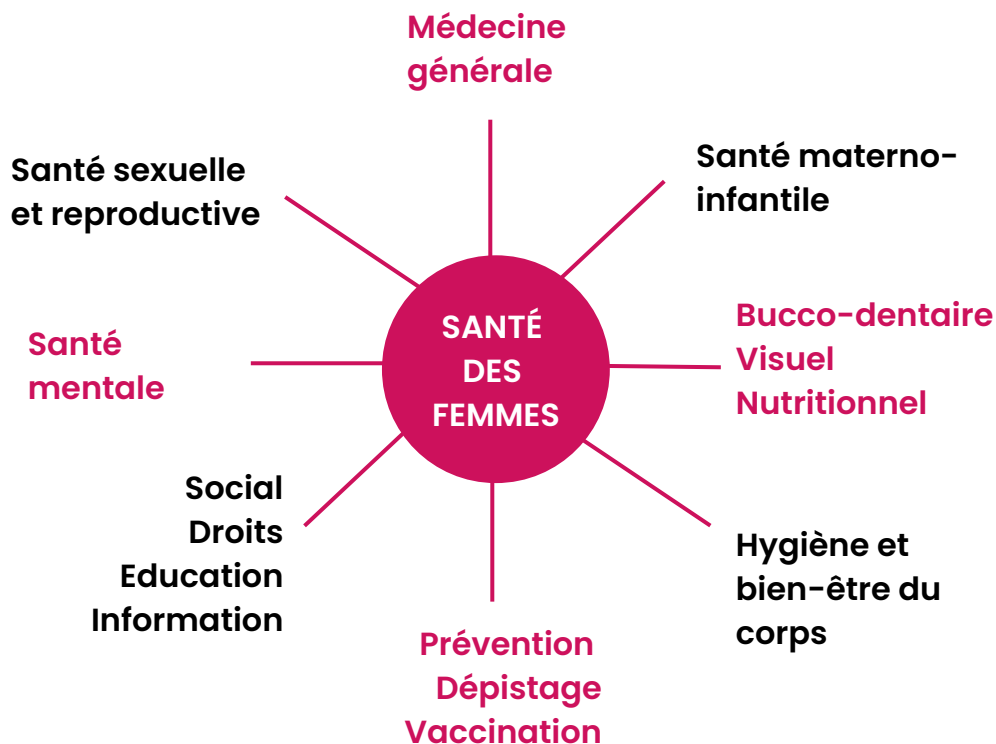 Médecine
générale
Santé materno-
infantile
Bucco-dentaire
Visuel
Nutritionnel
Hygiène et
bien-être du
corps
Prévention
Dépistage
Vaccination
Social
Droits
Education
Information
Santé
mentale
Santé sexuelle
et reproductive
SANTÉ
DES
FEMMES